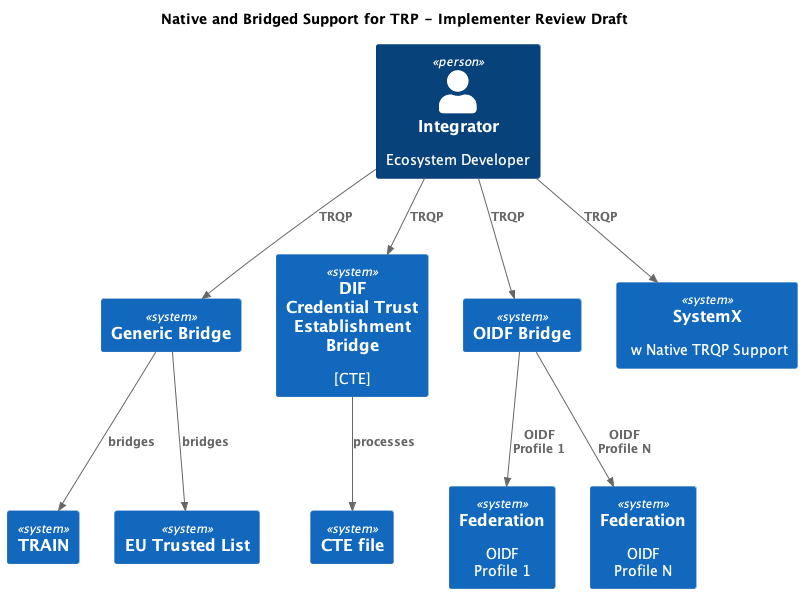 Native and Bridged Support for TRP - Implementer Review Draft
«person»
Integrator
Ecosystem Developer
TRQP
TRQP
TRQP
TRQP
«system»
Generic Bridge
«system»
DIF
Credential Trust
Establishment
Bridge
[CTE]
«system»
OIDF Bridge
«system»
SystemX
w Native TRQP Support
bridges
bridges
processes
OIDF
Profile 1
OIDF
Profile N
«system»
TRAIN
«system»
EU Trusted List
«system»
CTE file
«system»
Federation
OIDF
Profile 1
«system»
Federation
OIDF
Profile N